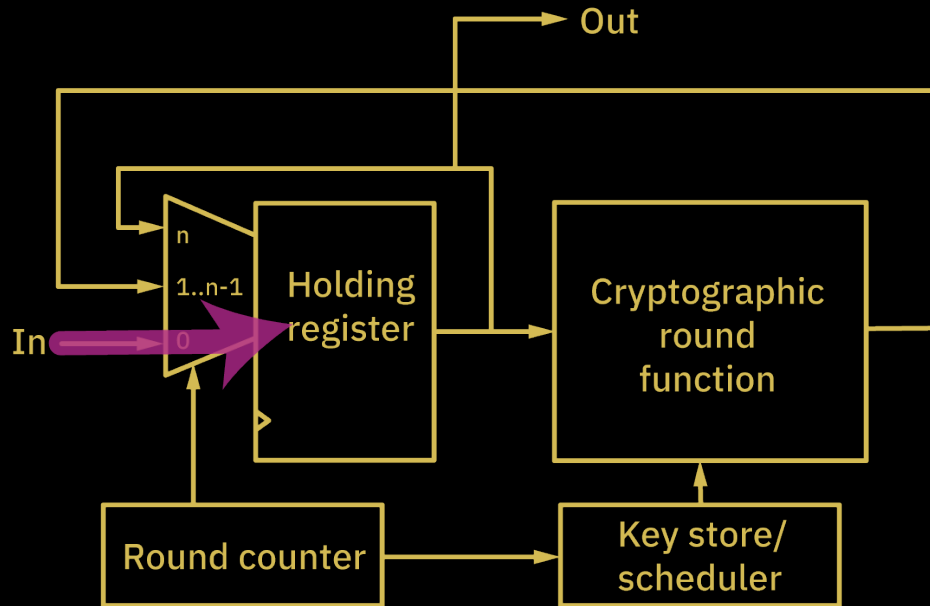 Out
n
1..n-1
In
0
Holding
register
Cryptographic
round
function
Round counter
Key store/
scheduler